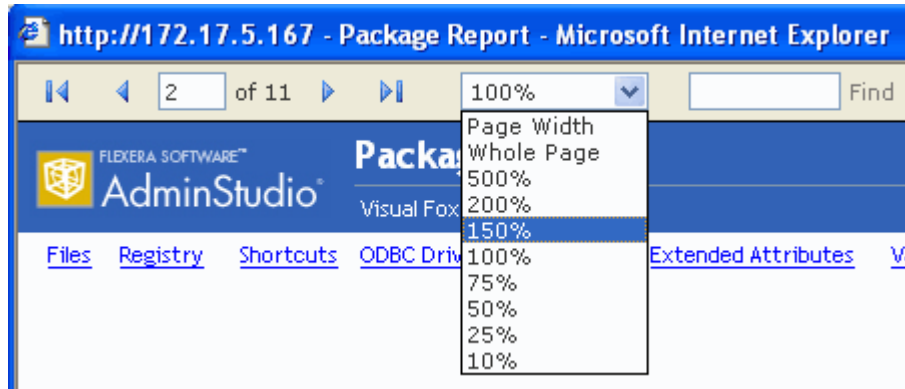 http://172.17.5.167 - Package Report - Microsoft Internet Explorer
2 of 11 100% Find
Page Width
Whole Page
500%
200%
150%
100%
75%
50%
25%
10%
FLEXERA SOFTWARE™
AdminStudio®
Visual Fox
Files Registry Shortcuts ODBC Extended Attributes